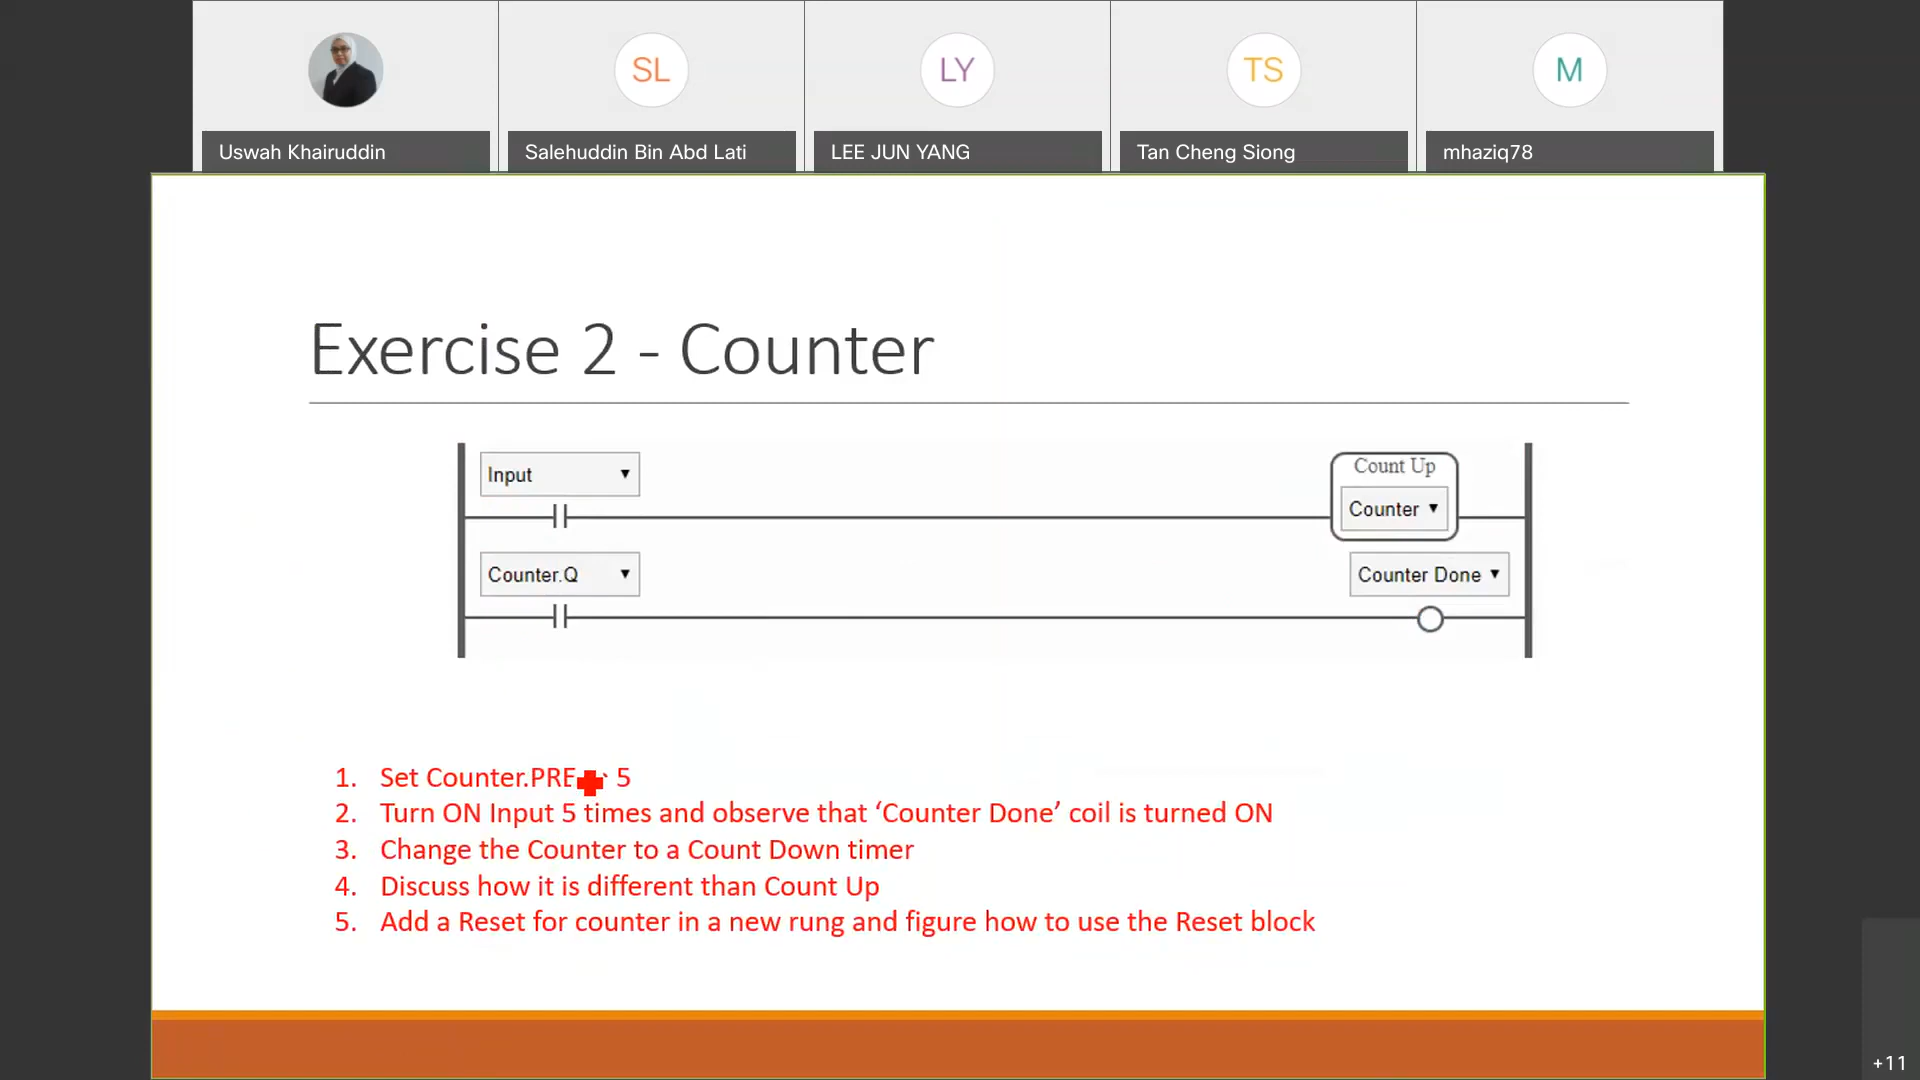 SL
LY
TS
M
Uswah Khairuddin
Salehuddin Bin Abd Lati
LEE JUN YANG
Tan Cheng Siong
mhaziq78
Exercise 2 - Counter
Input
Count Up
Counter
Counter.Q
Counter Done
1. Set Counter.PRE 5
2. Turn ON Input 5 times and observe that ‘Counter Done’ coil is turned ON
3. Change the Counter to a Count Down timer
4. Discuss how it is different than Count Up
5. Add a Reset for counter in a new rung and figure how to use the Reset block
+11